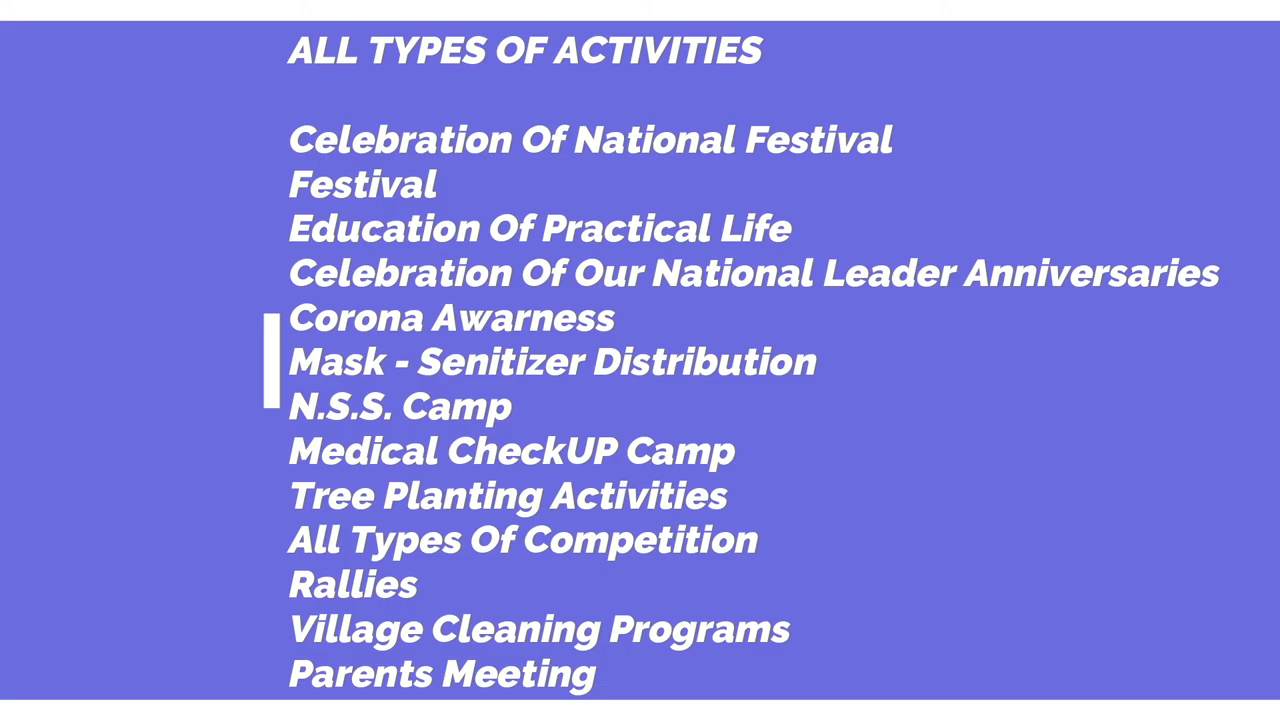 ALL TYPES OF ACTIVITIES
Celebration Of National Festival
Festival
Education Of Practical Life
Celebration Of Our National Leader Anniversaries
Corona Awarness
Mask - Senitizer Distribution
N.S.S. Camp
Medical CheckUP Camp
Tree Planting Activities
All Types Of Competition
Rallies
Village Cleaning Programs
Parents Meeting